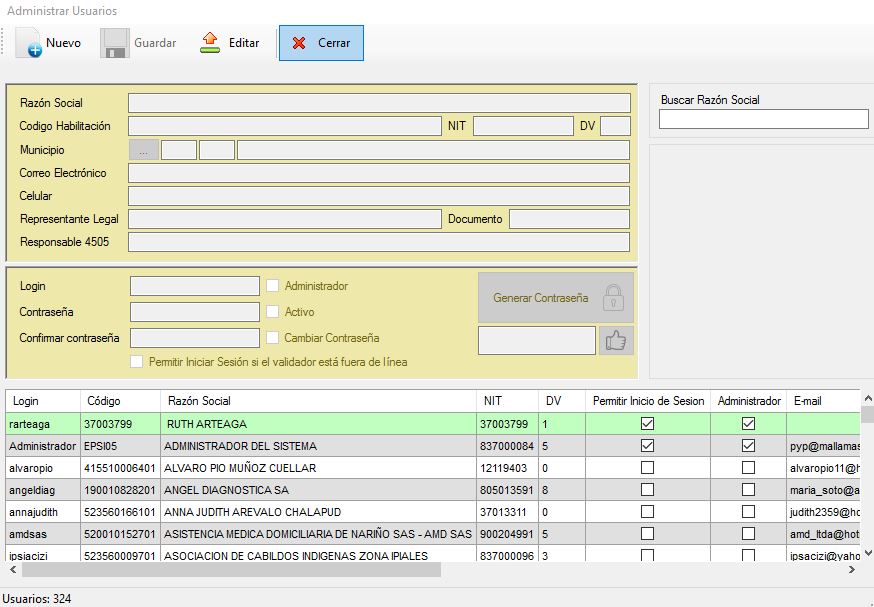 Administrar Usuarios
Nuevo Guardar Editar Cerrar
Razón Social
Codigo Habilitación NIT DV
Municipio ...
Correo Electrónico
Celular
Representante Legal Documento
Responsable 4505
Buscar Razón Social
Login Administrador
Contraseña Activo
Confirmar contraseña Cambiar Contraseña
Permitir Iniciar Sesión si el validador está fuera de línea
Generar Contraseña
Login Código Razón Social NIT DV Permitir Inicio de Sesion Administrador E-mail
rarteaga 37003799 RUTH ARTEAGA 37003799 1
Administrador EPSI05 ADMINISTRADOR DEL SISTEMA 837000084 5 pyp@mallamas
alvaropio 415510006401 ALVARO PIO MUÑOZ CUELLAR 12119403 0 alvaropio11@h
angeldiag 190010828201 ANGEL DIAGNOSTICA SA 805013591 8 maria_soto@a
annajudith 523560166101 ANNA JUDITH AREVALO CHALAPUD 37013311 0 judith2359@ho
amdsas 520010152701 ASISTENCIA MEDICA DOMICILIARIA DE NARIÑO SAS - AMD SAS 900204991 5 amd_ltda@hot
ipsiacizi 523560009701 ASOCIACION DE CABILDOS INDIGENAS ZONA IPIALES 837000096 3 ipsacizi@yaho
Usuarios: 324